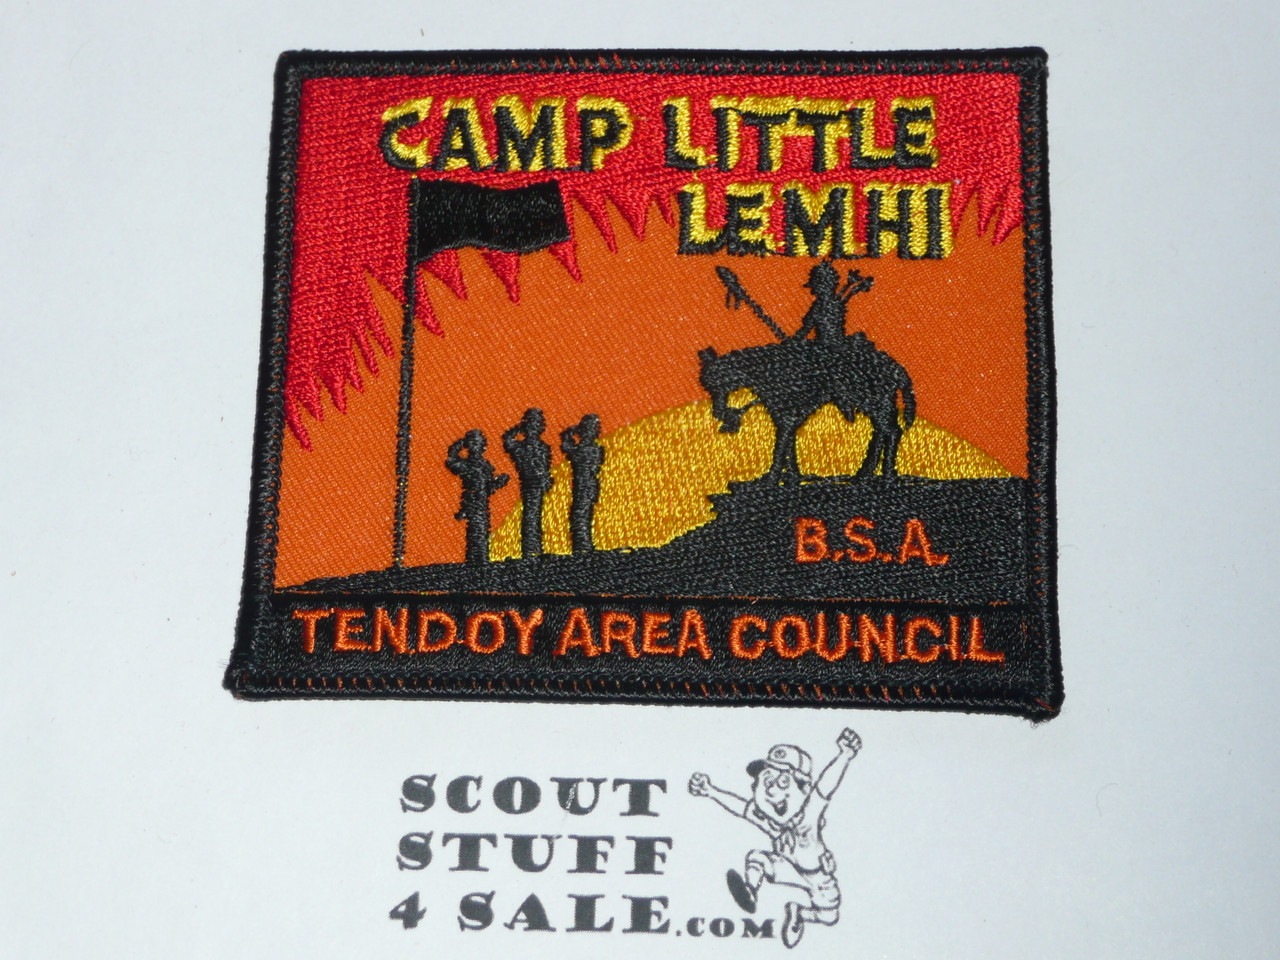 CAMP LITTLE
LEMHI
B.S.A.
TENDOY AREA COUNCIL
SCOUT
STUFF
4 SALE.COM